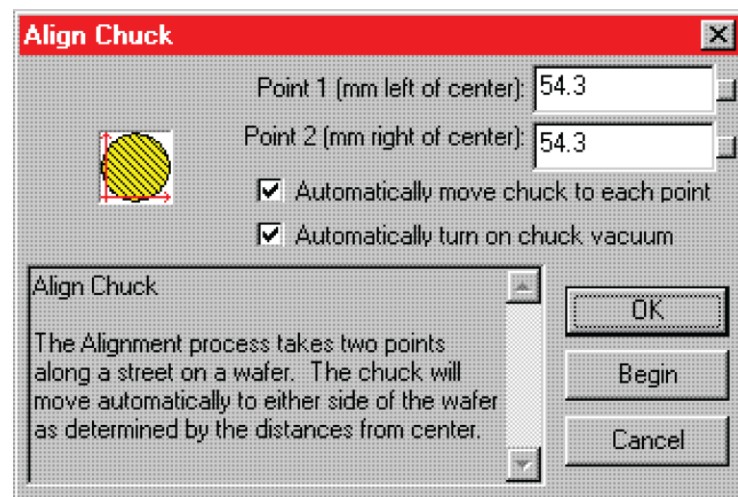 Align Chuck
Point 1 (mm left of center): 54.3
Point 2 (mm right of center): 54.3
Automatically move chuck to each point
Automatically turn on chuck vacuum
Align Chuck
The Alignment process takes two points
along a street on a wafer. The chuck will
move automatically to either side of the wafer
as determined by the distances from center.
OK
Begin
Cancel